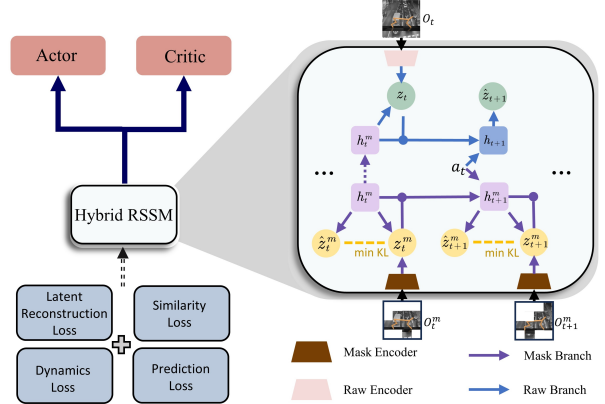 Actor
Critic
Hybrid RSSM
Latent
Reconstruction
Loss
Similarity
Loss
Dynamics
Loss
Prediction
Loss
O_t
z_t
ẑ_{t+1}
h_t^m
h_{t+1}
a_t
...
...
h_t^m
h_{t+1}^m
ẑ_t^m
z_t^m
ẑ_{t+1}^m
z_{t+1}^m
min KL
min KL
O_t^m
O_{t+1}^m
Mask Encoder
Mask Branch
Raw Encoder
Raw Branch